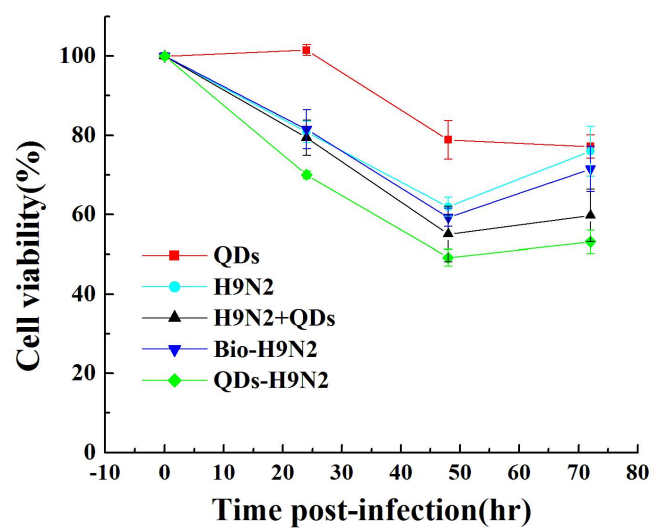 Cell viability(%)
100
80
60
40
20
0
QDs
H9N2
H9N2+QDs
Bio-H9N2
QDs-H9N2
-10 0 10 20 30 40 50 60 70 80
Time post-infection(hr)